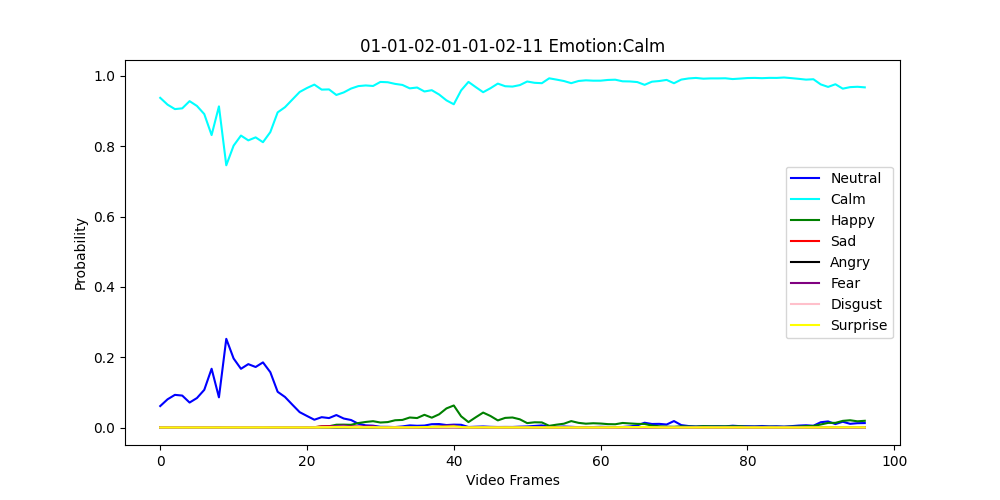 01-01-02-01-01-02-11 Emotion:Calm
1.0
0.8
0.6
0.4
0.2
0.0
Probability
0 20 40 60 80 100
Video Frames
Neutral
Calm
Happy
Sad
Angry
Fear
Disgust
Surprise